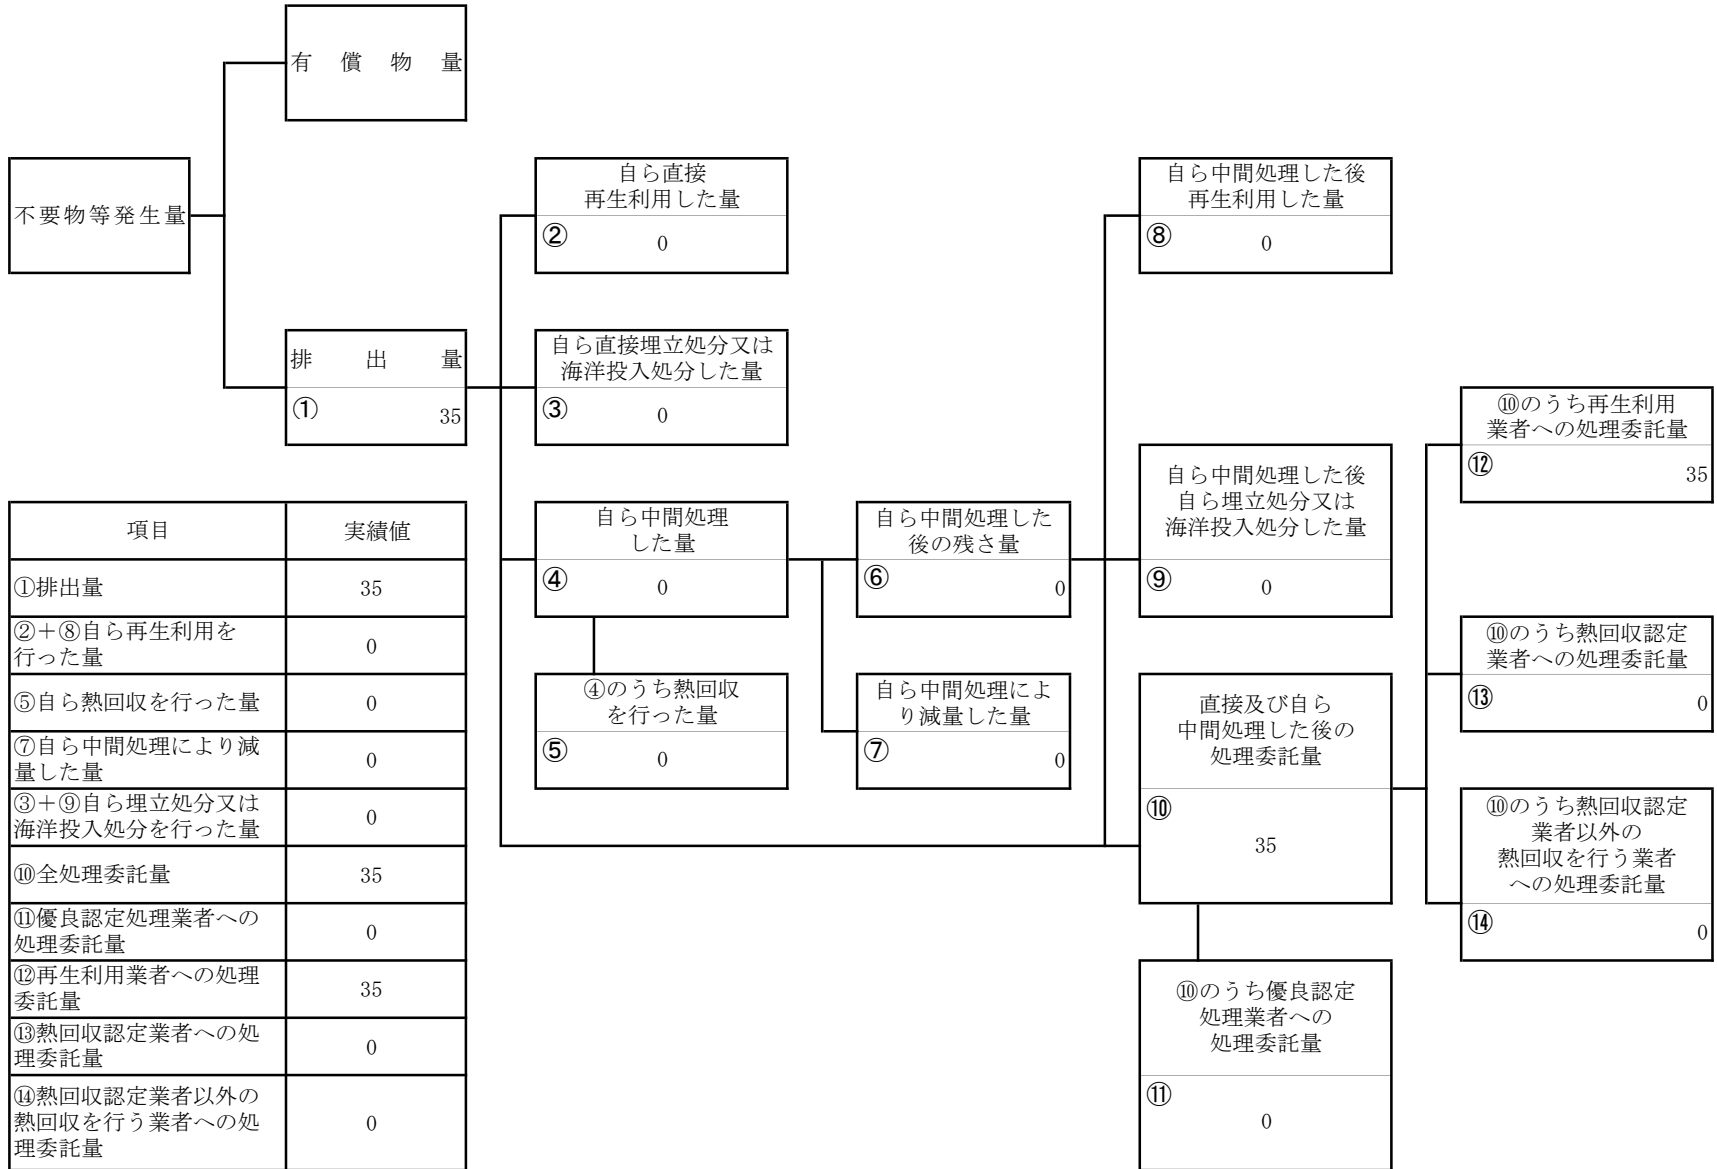 有償物量
不要物等発生量
排出量
① 35
自ら直接
再生利用した量
② 0
自ら直接埋立処分又は
海洋投入処分した量
③ 0
自ら中間処理
した量
④ 0
④のうち熱回収
を行った量
⑤ 0
自ら中間処理した
後の残さ量
⑥ 0
自ら中間処理によ
り減量した量
⑦ 0
自ら中間処理した後
再生利用した量
⑧ 0
自ら中間処理した後
自ら埋立処分又は
海洋投入処分した量
⑨ 0
直接及び自ら
中間処理した後の
処理委託量
⑩
35
⑩のうち優良認定
処理業者への
処理委託量
⑪
0
⑩のうち再生利用
業者への処理委託量
⑫ 35
⑩のうち熱回収認定
業者への処理委託量
⑬ 0
⑩のうち熱回収認定
業者以外の
熱回収を行う業者
への処理委託量
⑭ 0
項目 実績値
①排出量 35
②+⑧自ら再生利用を
行った量 0
⑤自ら熱回収を行った量 0
⑦自ら中間処理により減
量した量 0
③+⑨自ら埋立処分又は
海洋投入処分を行った量 0
⑩全処理委託量 35
⑪優良認定処理業者への
処理委託量 0
⑫再生利用業者への処理
委託量 35
⑬熱回収認定業者への処
理委託量 0
⑭熱回収認定業者以外の
熱回収を行う業者への処
理委託量 0